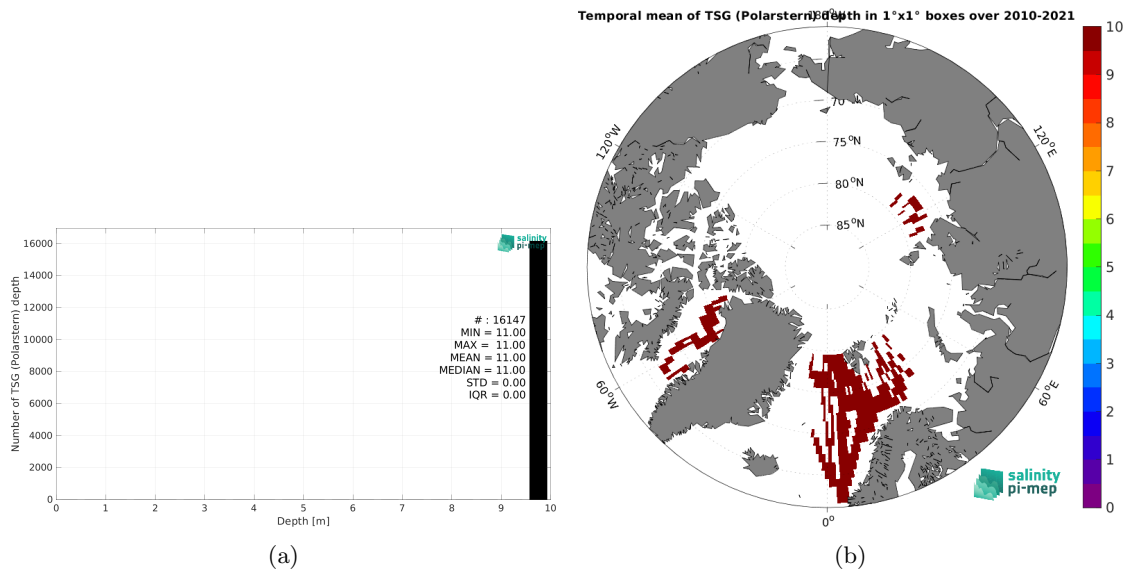 16000
14000
12000
10000
8000
6000
4000
2000
0
Number of TSG (Polarstern) depth
salinity
pi-mep
# : 16147
MIN = 11.00
MAX = 11.00
MEAN = 11.00
MEDIAN = 11.00
STD = 0.00
IQR = 0.00
0 1 2 3 4 5 6 7 8 9 10
Depth [m]
(a)
Temporal mean of TSG (Polarstern) depth in 1°x1° boxes over 2010-2021
180°
120°W
120°E
70
75°N
80°N
85°N
60°W
60°E
0°
10
9
8
7
6
5
4
3
2
1
0
salinity
pi-mep
(b)